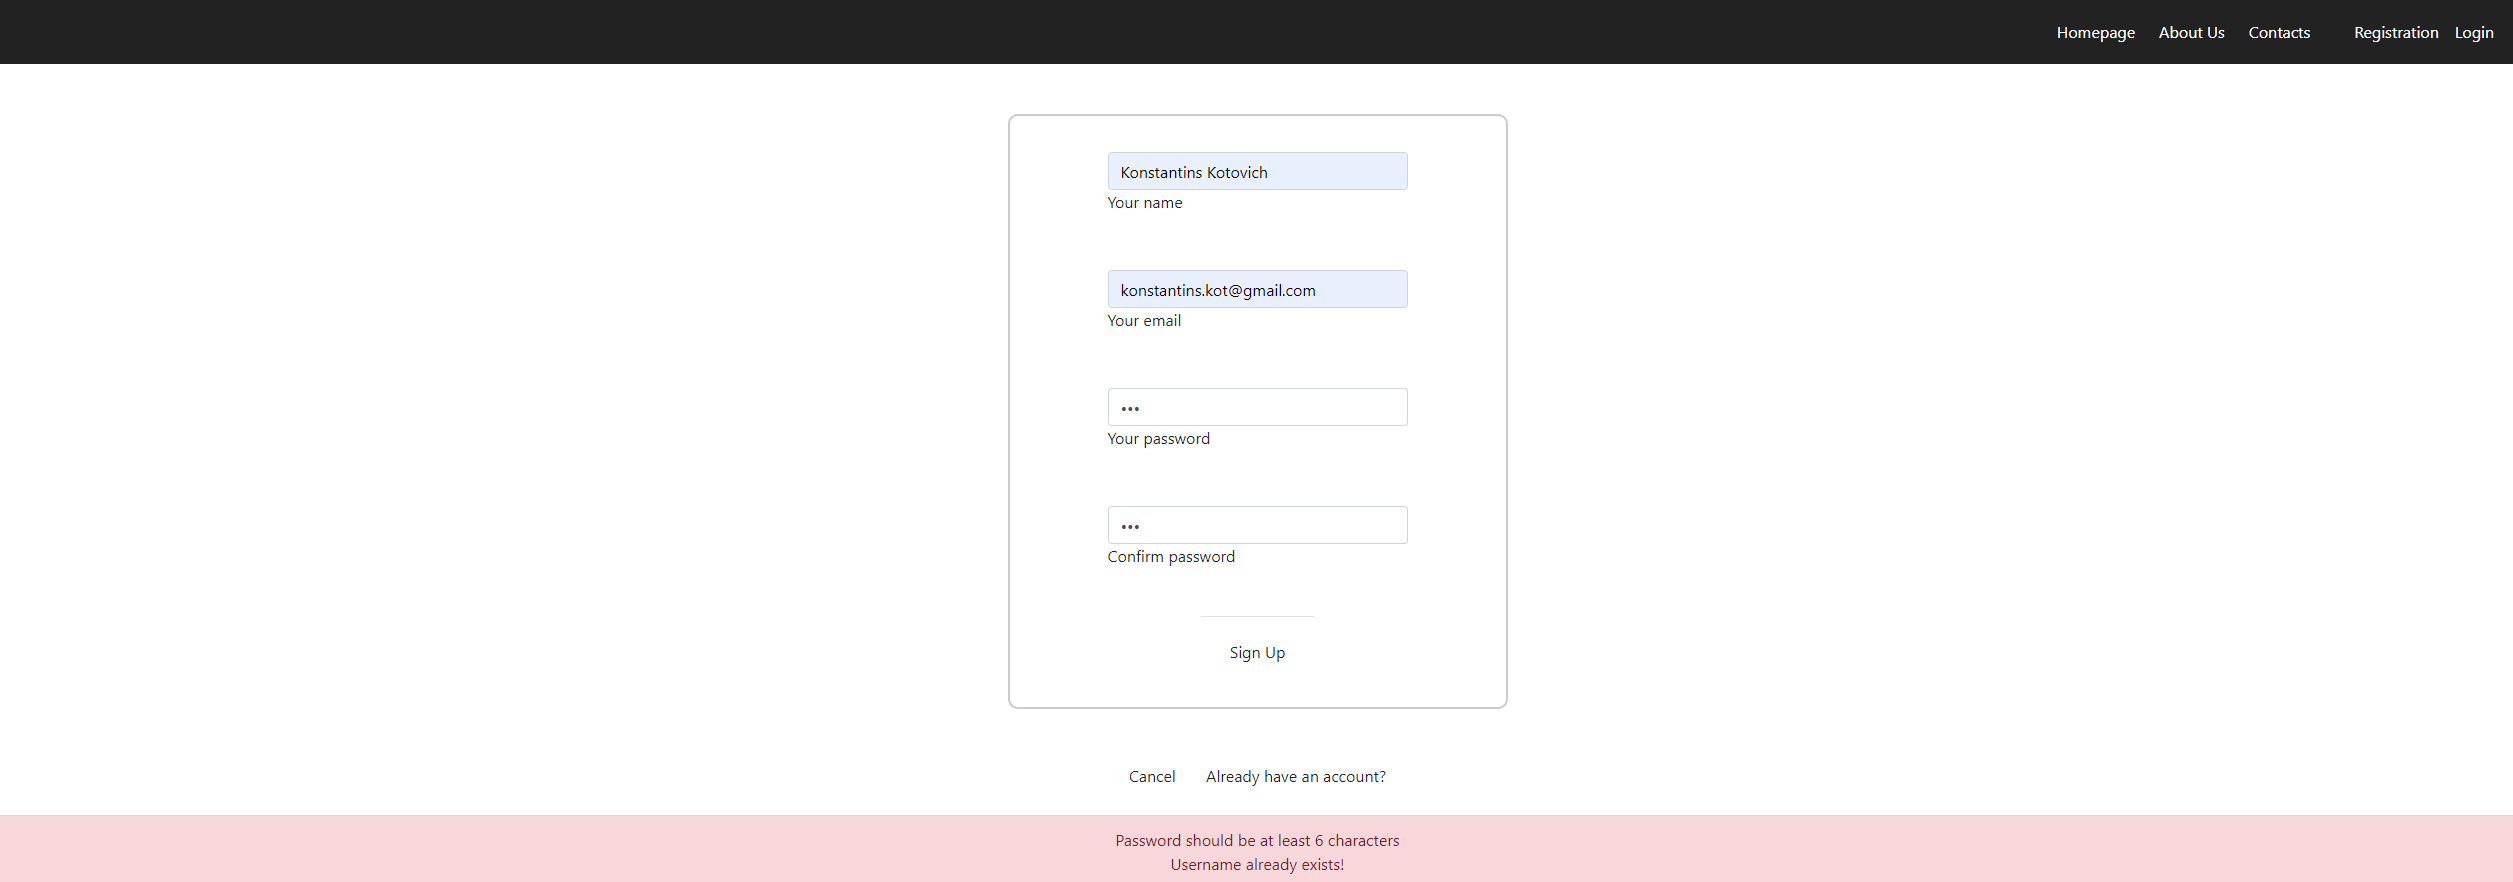 Homepage About Us Contacts Registration Login
Konstantins Kotovich
Your name
konstantins.kot@gmail.com
Your email
•••
Your password
•••
Confirm password
Sign Up
Cancel Already have an account?
Password should be at least 6 characters
Username already exists!